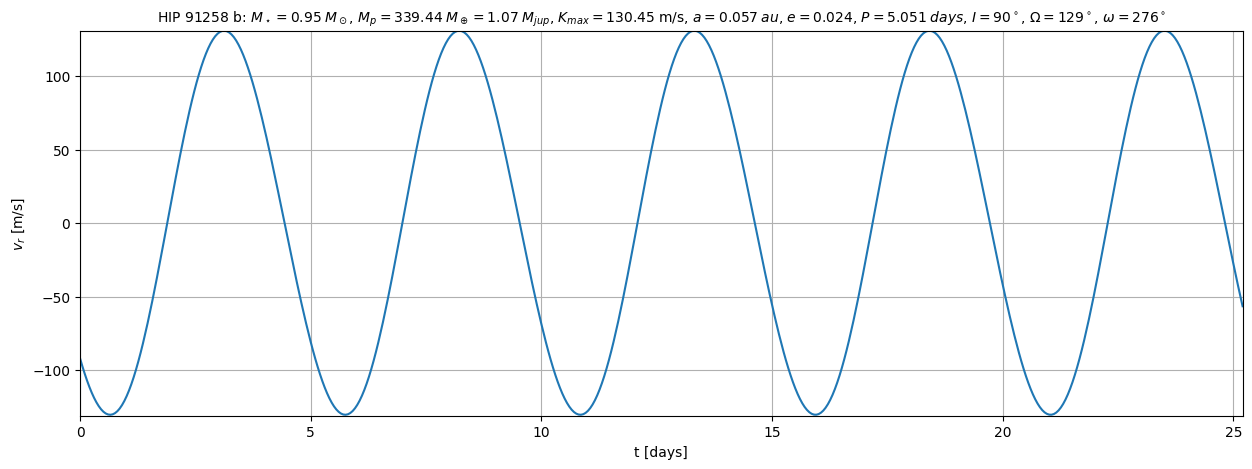 HIP 91258 b: M⋆ = 0.95 M⊙, Mp = 339.44 M⊕ = 1.07 Mjup, Kmax = 130.45 m/s, a = 0.057 au, e = 0.024, P = 5.051 days, I = 90°, Ω = 129°, ω = 276°
100
50
0
−50
−100
vr [m/s]
0 5 10 15 20 25
t [days]